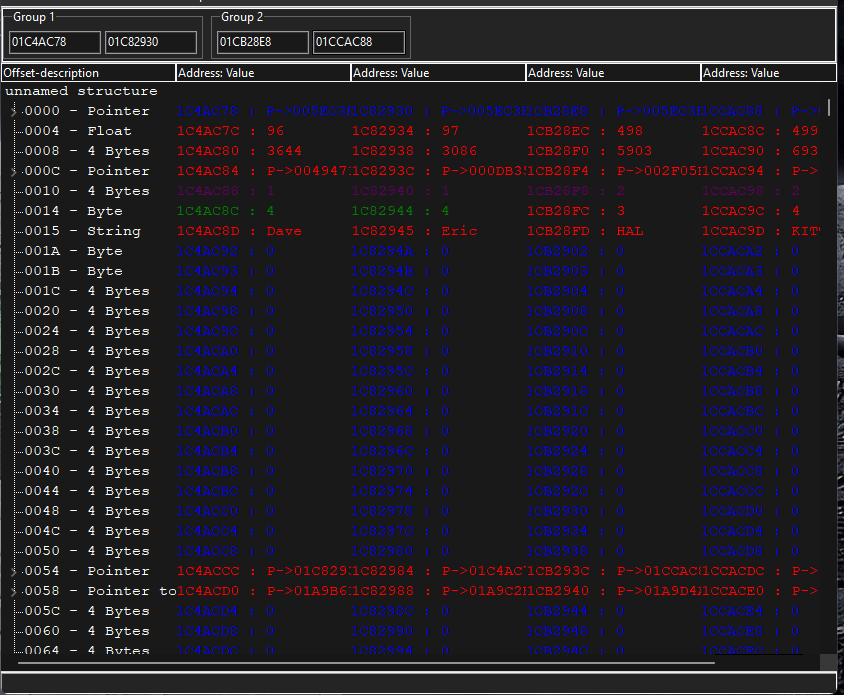 Group 1 Group 2
01C4AC78 01C82930 01CB28E8 01CCAC88
Offset-description Address: Value Address: Value Address: Value Address: Value
unnamed structure
0000 - Pointer 1C4AC78 : P->005EC3 1C82930 : P->005EC3 1CB28E8 : P->005EC3 1CCAC88 : P->
0004 - Float 1C4AC7C : 96 1C82934 : 97 1CB28EC : 498 1CCAC8C : 499
0008 - 4 Bytes 1C4AC80 : 3644 1C82938 : 3086 1CB28F0 : 5903 1CCAC90 : 693
000C - Pointer 1C4AC84 : P->004947 1C8293C : P->000DB3 1CB28F4 : P->002F05 1CCAC94 : P->
0010 - 4 Bytes 1C4AC88 : 1 1C82940 : 1 1CB28F8 : 2 1CCAC98 : 2
0014 - Byte 1C4AC8C : 4 1C82944 : 4 1CB28FC : 3 1CCAC9C : 4
0015 - String 1C4AC8D : Dave 1C82945 : Eric 1CB28FD : HAL 1CCAC9D : KIT
001A - Byte 1C4AC92 : 0 1C8294A : 0 1CB2902 : 0 1CCACA2 : 0
001B - Byte 1C4AC93 : 0 1C8294B : 0 1CB2903 : 0 1CCACA3 : 0
001C - 4 Bytes 1C4AC94 : 0 1C8294C : 0 1CB2904 : 0 1CCACA4 : 0
0020 - 4 Bytes 1C4AC98 : 0 1C82950 : 0 1CB2908 : 0 1CCACA8 : 0
0024 - 4 Bytes 1C4AC9C : 0 1C82954 : 0 1CB290C : 0 1CCACAC : 0
0028 - 4 Bytes 1C4ACA0 : 0 1C82958 : 0 1CB2910 : 0 1CCACB0 : 0
002C - 4 Bytes 1C4ACA4 : 0 1C8295C : 0 1CB2914 : 0 1CCACB4 : 0
0030 - 4 Bytes 1C4ACA8 : 0 1C82960 : 0 1CB2918 : 0 1CCACB8 : 0
0034 - 4 Bytes 1C4ACAC : 0 1C82964 : 0 1CB291C : 0 1CCACBC : 0
0038 - 4 Bytes 1C4ACB0 : 0 1C82968 : 0 1CB2920 : 0 1CCACC0 : 0
003C - 4 Bytes 1C4ACB4 : 0 1C8296C : 0 1CB2924 : 0 1CCACC4 : 0
0040 - 4 Bytes 1C4ACB8 : 0 1C82970 : 0 1CB2928 : 0 1CCACC8 : 0
0044 - 4 Bytes 1C4ACBC : 0 1C82974 : 0 1CB292C : 0 1CCACCC : 0
0048 - 4 Bytes 1C4ACC0 : 0 1C82978 : 0 1CB2930 : 0 1CCACD0 : 0
004C - 4 Bytes 1C4ACC4 : 0 1C8297C : 0 1CB2934 : 0 1CCACD4 : 0
0050 - 4 Bytes 1C4ACC8 : 0 1C82980 : 0 1CB2938 : 0 1CCACD8 : 0
0054 - Pointer 1C4ACCC : P->01C829 1C82984 : P->01C4AC 1CB293C : P->01CCAC 1CCACDC : P->
0058 - Pointer to 1C4ACD0 : P->01A9B6 1C82988 : P->01A9C2 1CB2940 : P->01A9D4 1CCACE0 : P->
005C - 4 Bytes 1C4ACD4 : 0 1C8298C : 0 1CB2944 : 0 1CCACE4 : 0
0060 - 4 Bytes 1C4ACD8 : 0 1C82990 : 0 1CB2948 : 0 1CCACE8 : 0
0064 - 4 Bytes 1C4ACDC : 0 1C82994 : 0 1CB294C : 0 1CCACEC : 0